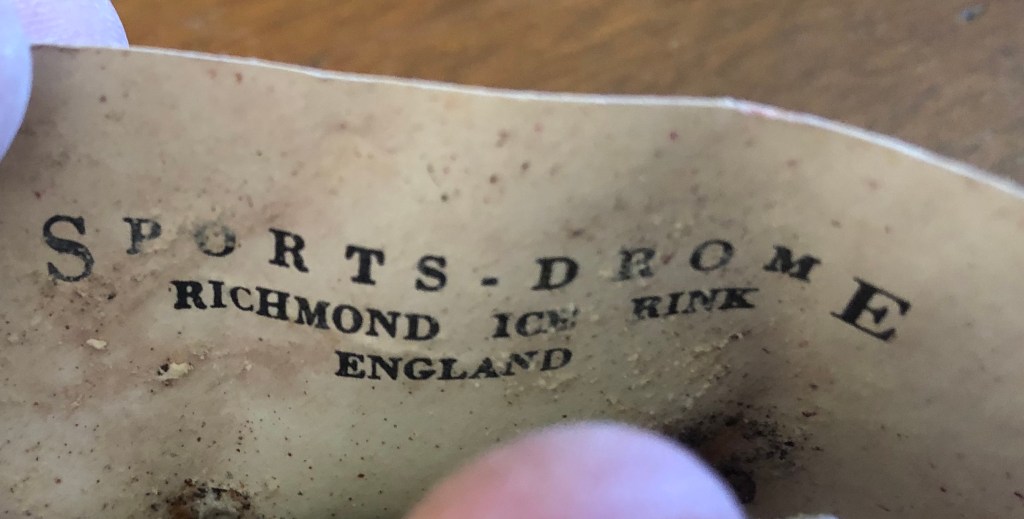 SPORTS-DROME
RICHMOND ICE RINK
ENGLAND